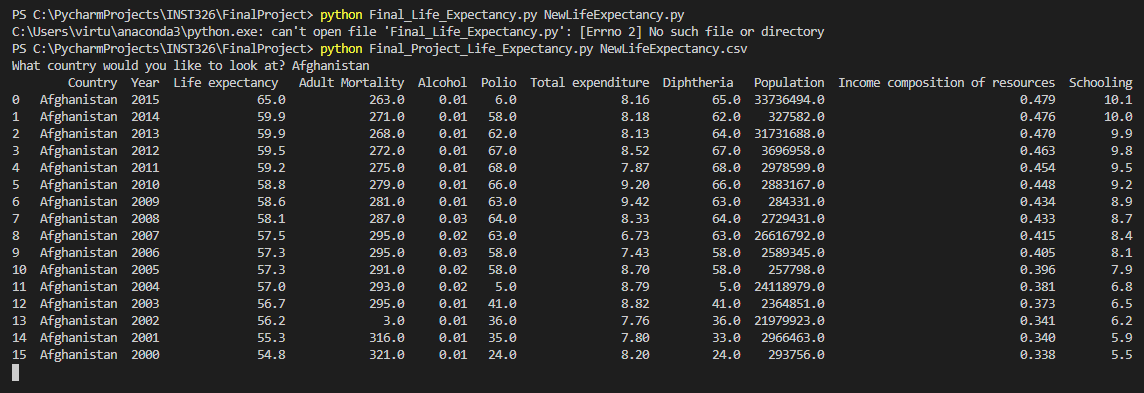 PS C:\PycharmProjects\INST326\FinalProject> python Final_Life_Expectancy.py NewLifeExpectancy.py
C:\Users\virtu\anaconda3\python.exe: can't open file 'Final_Life_Expectancy.py': [Errno 2] No such file or directory
PS C:\PycharmProjects\INST326\FinalProject> python Final_Project_Life_Expectancy.py NewLifeExpectancy.csv
What country would you like to look at? Afghanistan
Country Year Life expectancy Adult Mortality Alcohol Polio Total expenditure Diphtheria Population Income composition of resources Schooling
0 Afghanistan 2015 65.0 263.0 0.01 6.0 8.16 65.0 33736494.0 0.479 10.1
1 Afghanistan 2014 59.9 271.0 0.01 58.0 8.18 62.0 327582.0 0.476 10.0
2 Afghanistan 2013 59.9 268.0 0.01 62.0 8.13 64.0 31731688.0 0.470 9.9
3 Afghanistan 2012 59.5 272.0 0.01 67.0 8.52 67.0 3696958.0 0.463 9.8
4 Afghanistan 2011 59.2 275.0 0.01 68.0 7.87 68.0 2978599.0 0.454 9.5
5 Afghanistan 2010 58.8 279.0 0.01 66.0 9.20 66.0 2883167.0 0.448 9.2
6 Afghanistan 2009 58.6 281.0 0.01 63.0 9.42 63.0 284331.0 0.434 8.9
7 Afghanistan 2008 58.1 287.0 0.03 64.0 8.33 64.0 2729431.0 0.433 8.7
8 Afghanistan 2007 57.5 295.0 0.02 63.0 6.73 63.0 26616792.0 0.415 8.4
9 Afghanistan 2006 57.3 295.0 0.03 58.0 7.43 58.0 2589345.0 0.405 8.1
10 Afghanistan 2005 57.3 291.0 0.02 58.0 8.70 58.0 257798.0 0.396 7.9
11 Afghanistan 2004 57.0 293.0 0.02 5.0 8.79 5.0 24118979.0 0.381 6.8
12 Afghanistan 2003 56.7 295.0 0.01 41.0 8.82 41.0 2364851.0 0.373 6.5
13 Afghanistan 2002 56.2 3.0 0.01 36.0 7.76 36.0 21979923.0 0.341 6.2
14 Afghanistan 2001 55.3 316.0 0.01 35.0 7.80 33.0 2966463.0 0.340 5.9
15 Afghanistan 2000 54.8 321.0 0.01 24.0 8.20 24.0 293756.0 0.338 5.5